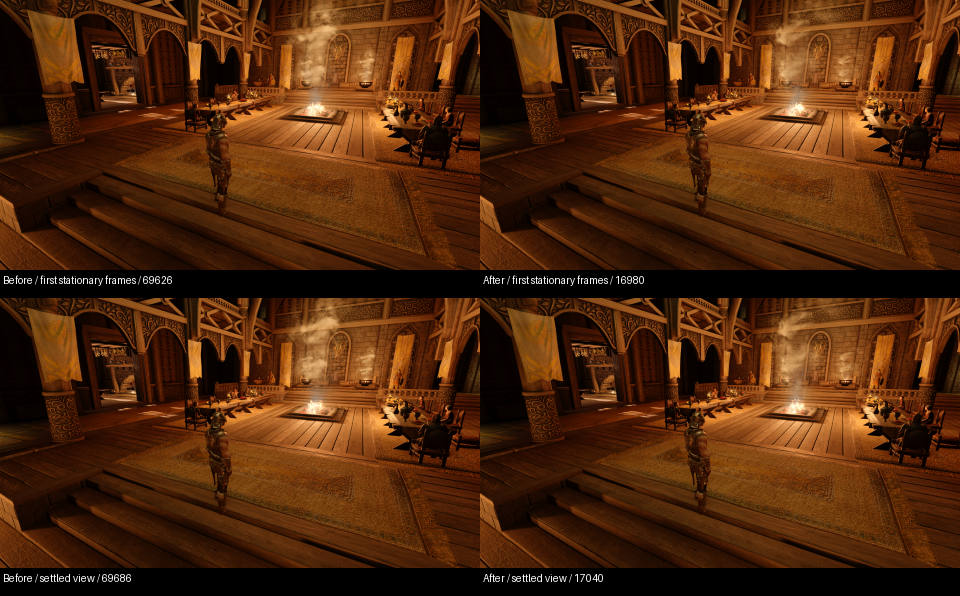 Before / first stationary frames / 69626
After / first stationary frames / 16980
Before / settled view / 69686
After / settled view / 17040